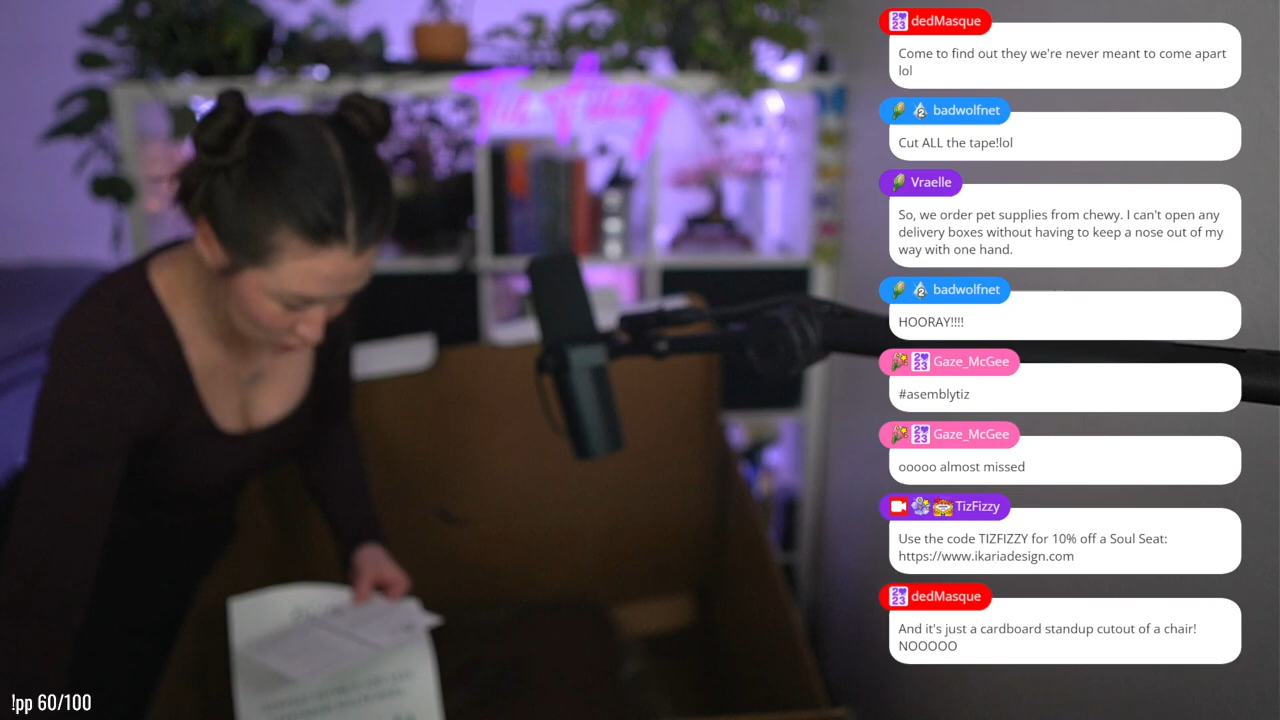 dedMasque
Come to find out they we're never meant to come apart
lol
badwolfnet
Cut ALL the tape!lol
Vraelle
So, we order pet supplies from chewy. I can't open any
delivery boxes without having to keep a nose out of my
way with one hand.
badwolfnet
HOORAY!!!!
Gaze_McGee
#asemblytiz
Gaze_McGee
ooooo almost missed
TizFizzy
Use the code TIZFIZZY for 10% off a Soul Seat:
https://www.ikariadesign.com
dedMasque
And it's just a cardboard standup cutout of a chair!
NOOOOO
!pp 60/100